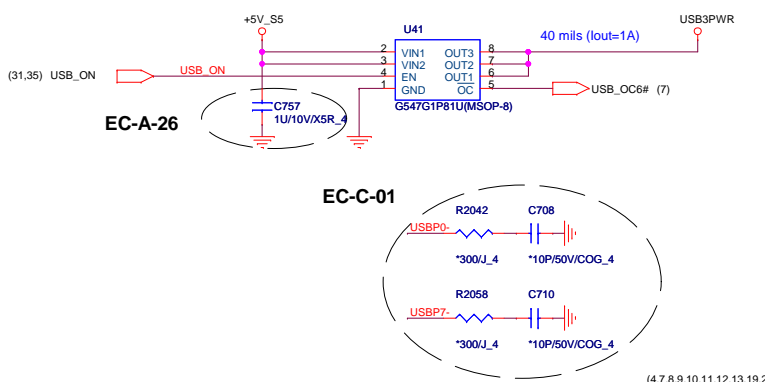 +5V_S5
USB3PWR
U41
40 mils (Iout=1A)
2 VIN1 OUT3 8
3 VIN2 OUT2 7
(31,35) USB_ON USB_ON 4 EN OUT1 6
1 GND OC 5 USB_OC6# (7)
C757
G547G1P81U(MSOP-8)
1U/10V/X5R_4
EC-A-26
EC-C-01
R2042 C708
USBP0-
*300/J_4 *10P/50V/COG_4
R2058 C710
USBP7-
*300/J_4 *10P/50V/COG_4